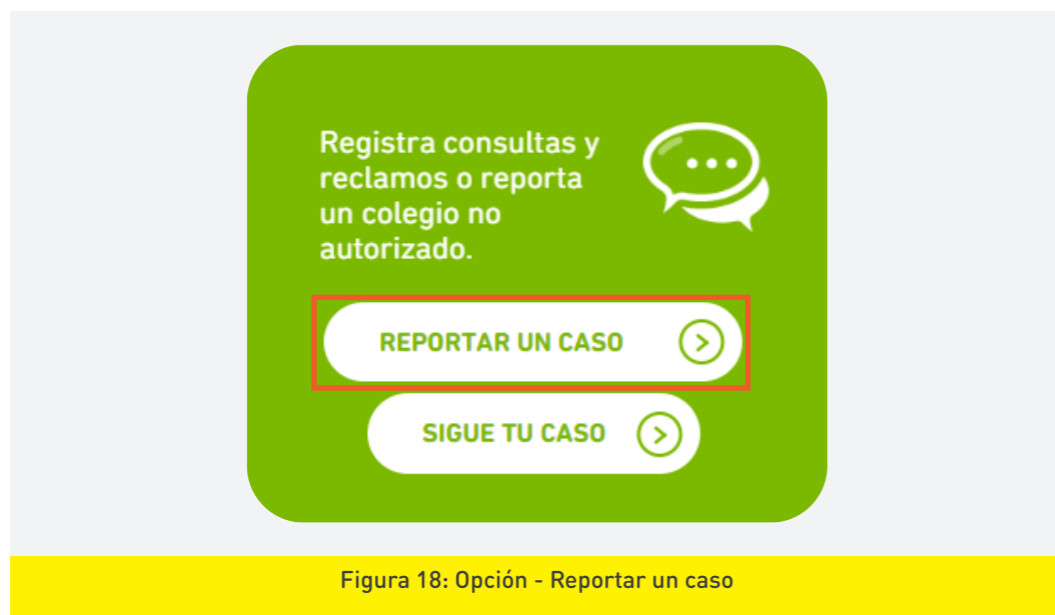 Registra consultas y
reclamos o reporta
un colegio no
autorizado.
REPORTAR UN CASO
SIGUE TU CASO
Figura 18: Opción - Reportar un caso